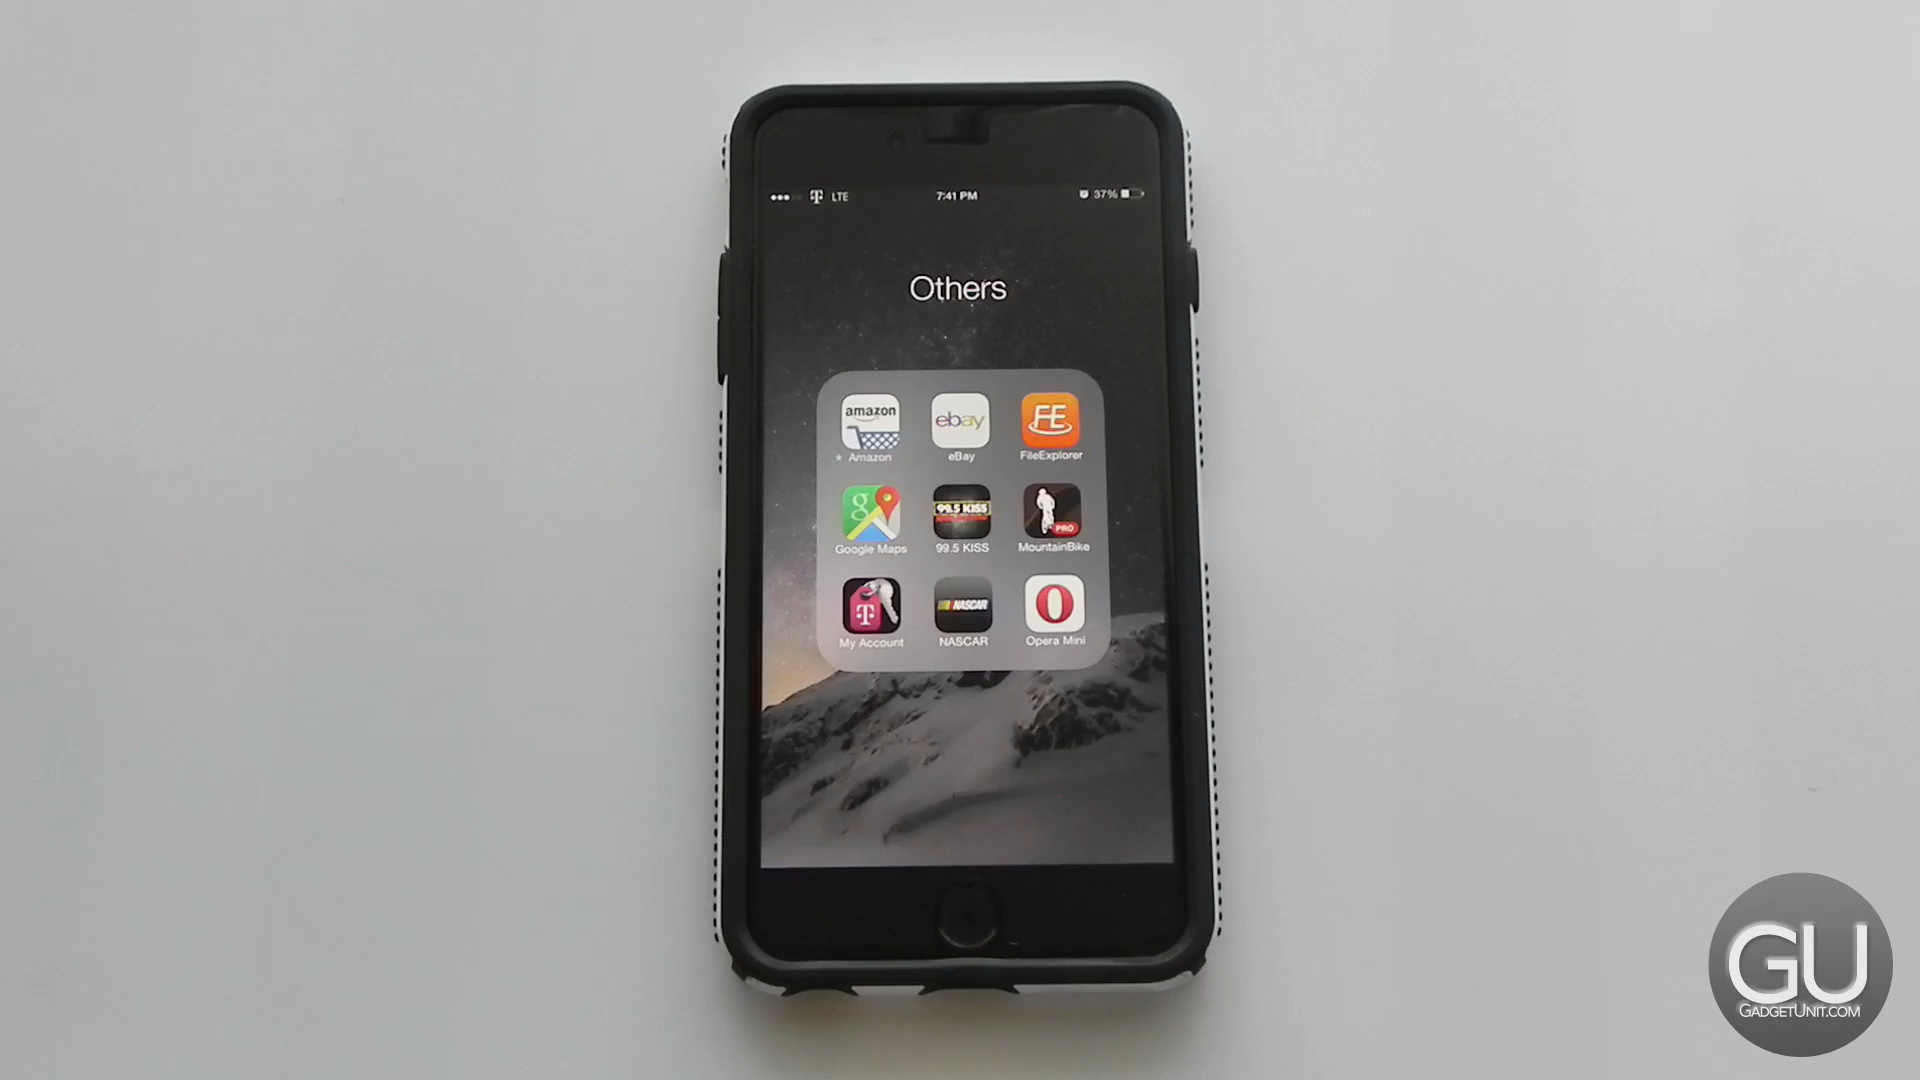 LTE 7:41 PM 37%
Others
amazon ebay FE
Amazon eBay FileExplorer
g 99.5 KISS PRO
Google Maps 99.5 KISS MountainBike
T NASCAR O
My Account NASCAR Opera Mini
GU
GADGETUNIT.COM